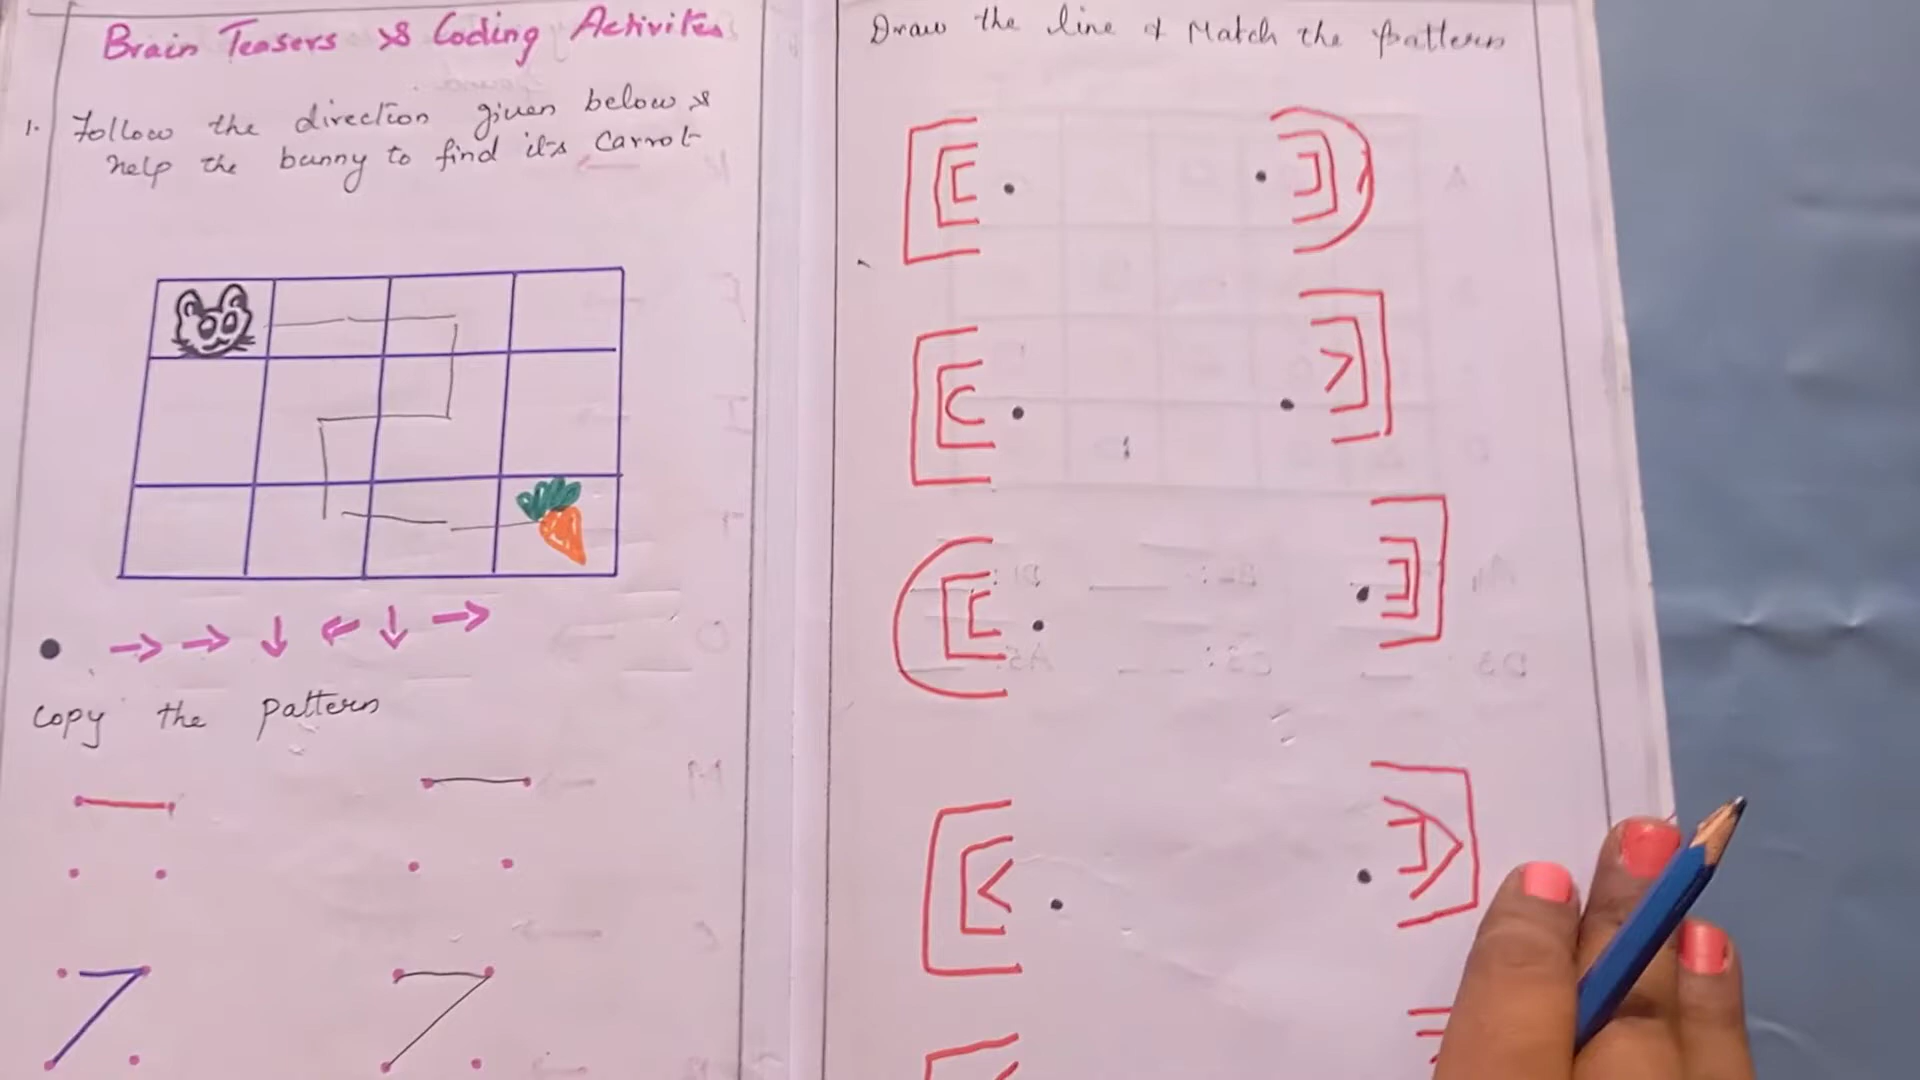 Brain Teasers & Coding Activites
1. Follow the direction given below &
help the bunny to find it's Carrot
→ → ↓ ← ↓ →
Copy the pattern
Draw the line & Match the pattern